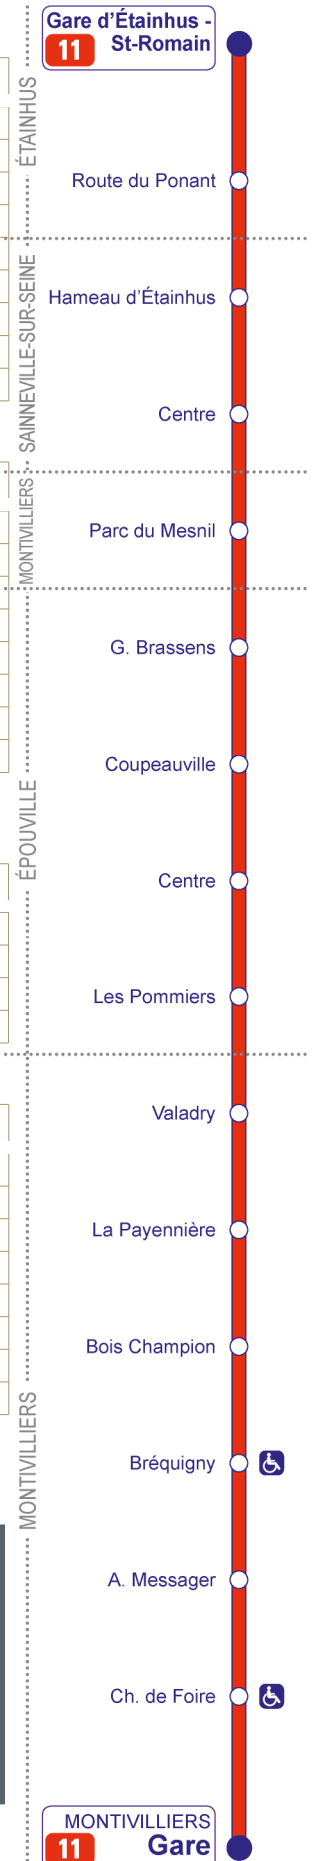 Gare d’Étainhus -
11 St-Romain
ÉTAINHUS
Route du Ponant
SAINNEVILLE-SUR-SEINE
Hameau d’Étainhus
Centre
MONTIVILLIERS
Parc du Mesnil
G. Brassens
Coupeauville
ÉPOUVILLE
Centre
Les Pommiers
Valadry
La Payennière
Bois Champion
MONTIVILLIERS
Bréquigny
A. Messager
Ch. de Foire
MONTIVILLIERS
11 Gare